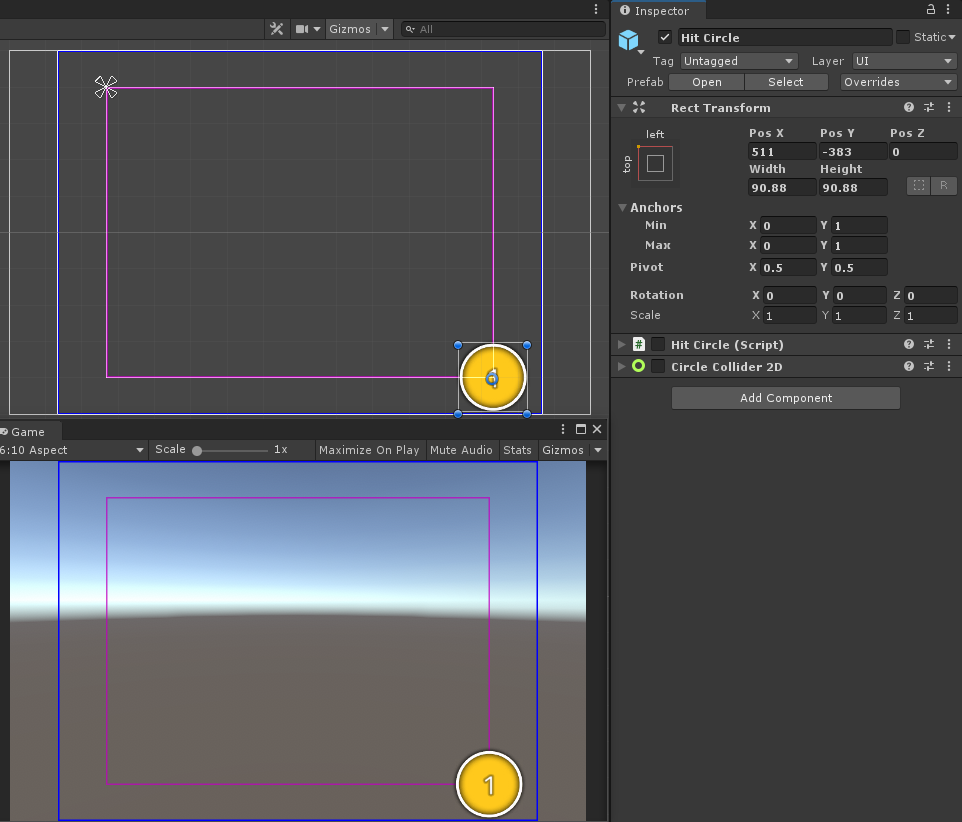 Gizmos
All
Inspector
Hit Circle
Static
Tag Untagged Layer UI
Prefab Open Select Overrides
Rect Transform
left
top
Pos X Pos Y Pos Z
511 -383 0
Width Height
90.88 90.88
R
Anchors
Min X 0 Y 1
Max X 0 Y 1
Pivot X 0.5 Y 0.5
Rotation X 0 Y 0 Z 0
Scale X 1 Y 1 Z 1
# Hit Circle (Script)
Circle Collider 2D
Add Component
Game
6:10 Aspect Scale 1x Maximize On Play Mute Audio Stats Gizmos
1